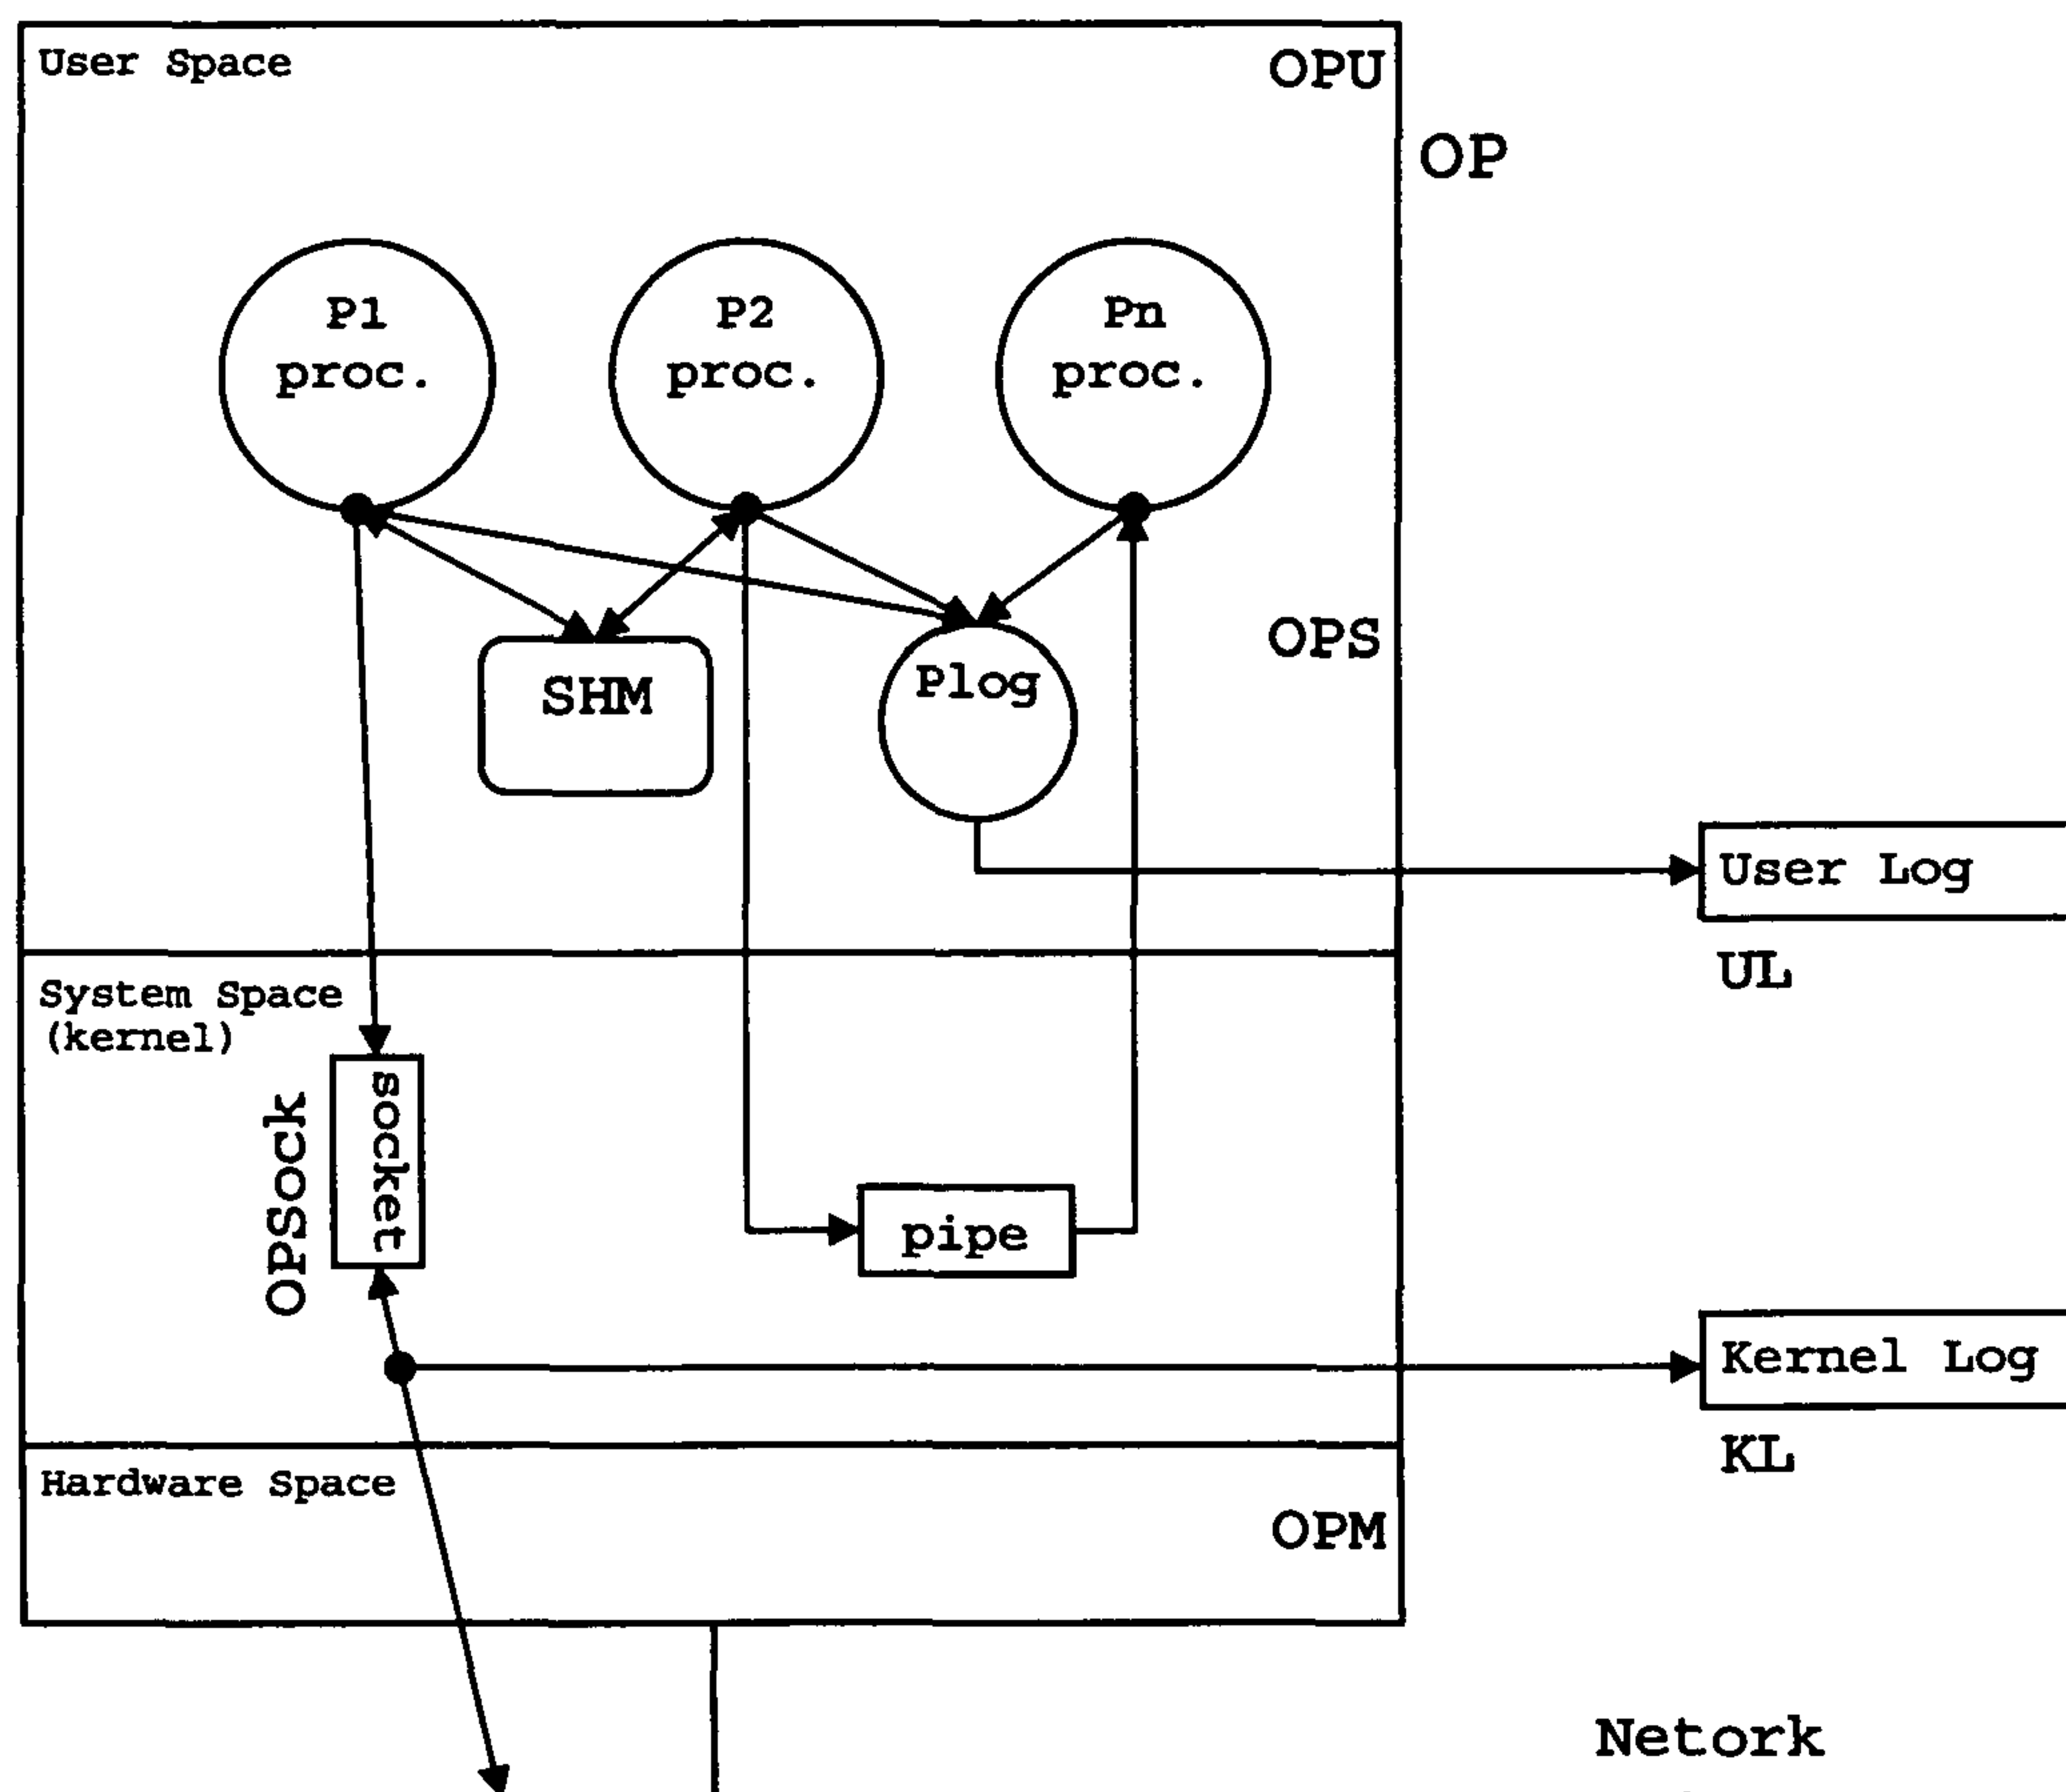 User Space
OPU
OP
P1
proc.
P2
proc.
Pn
proc.
OPS
SHM
Plog
User Log
UL
System Space
(kernel)
OPSock
socket
pipe
Kernel Log
KL
Hardware Space
OPM
Netork